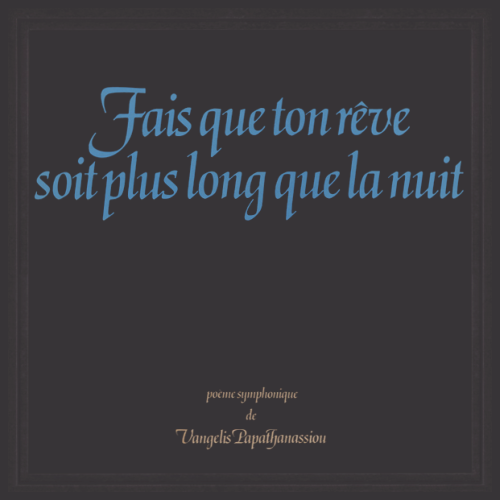 Fais que ton rêve
soit plus long que la nuit
poème symphonique
de
Vangelis Papathanassiou